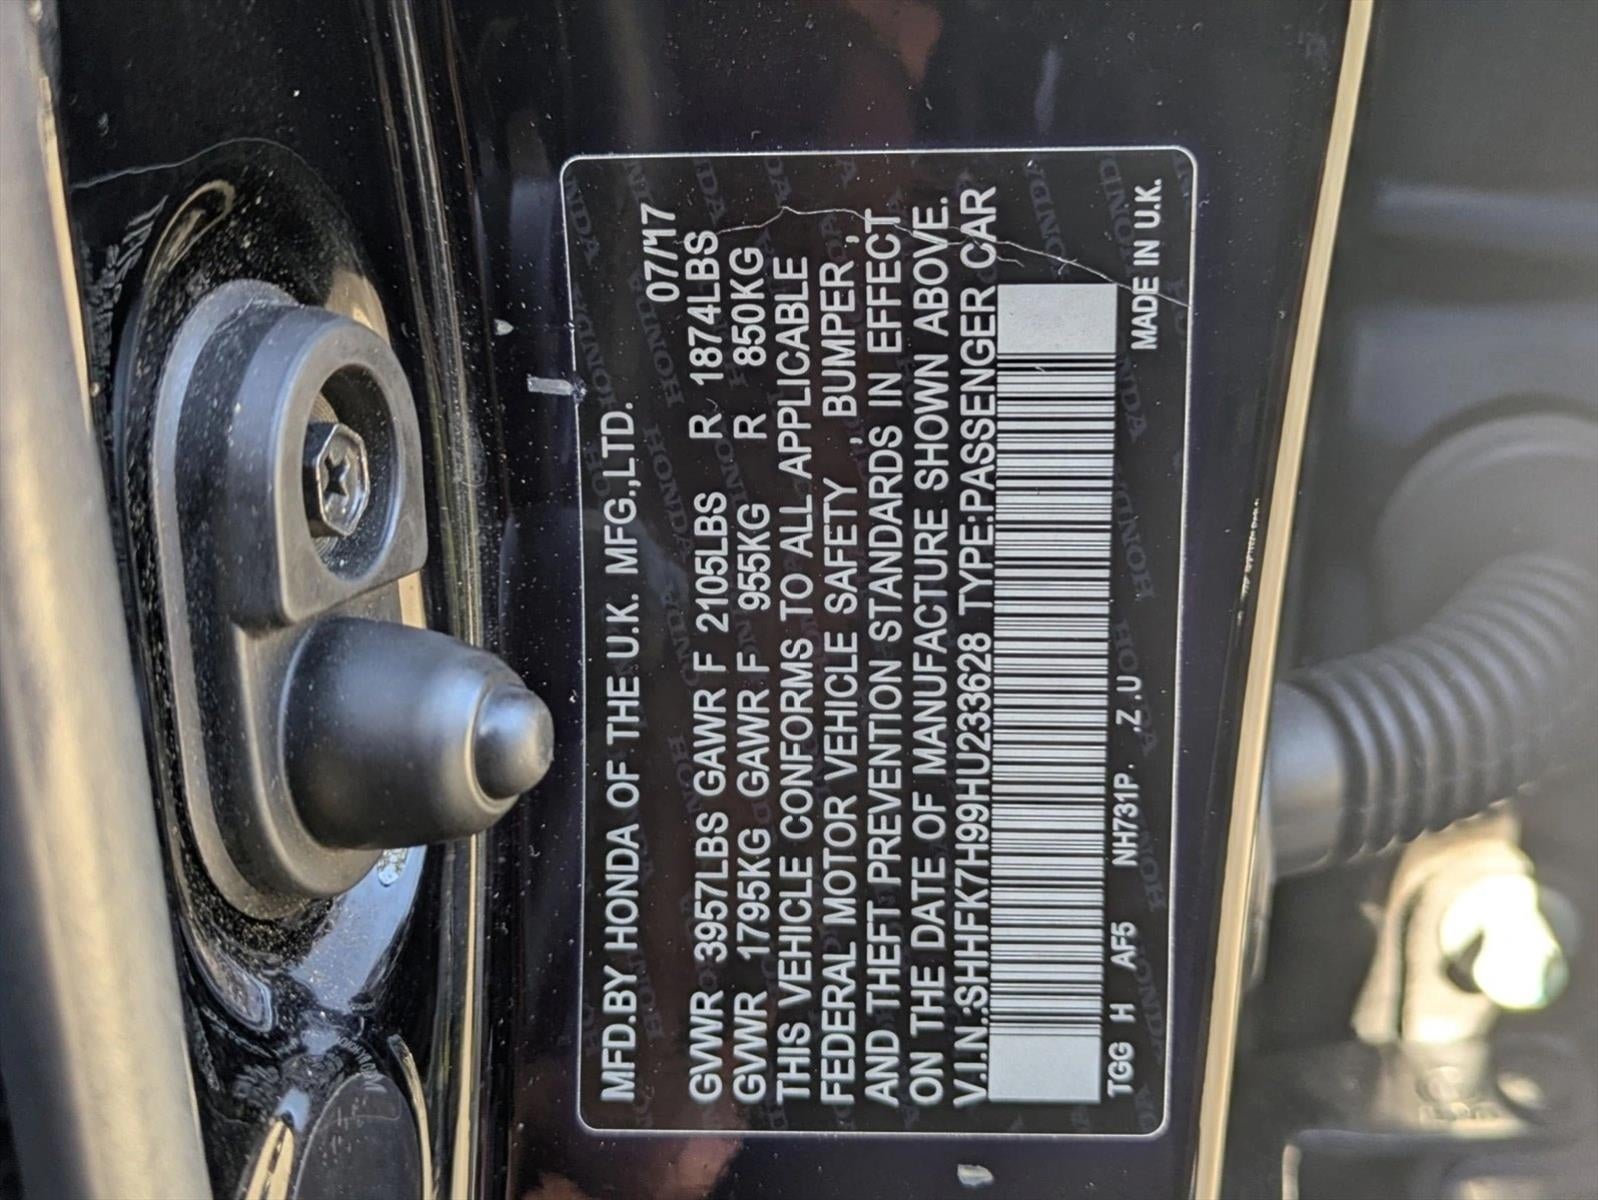 MFD.BY HONDA OF THE U.K. MFG.,LTD. 07/17
GVWR 3957LBS GAWR F 2105LBS R 1874LBS
GVWR 1795KG GAWR F 955KG R 850KG
THIS VEHICLE CONFORMS TO ALL APPLICABLE
FEDERAL MOTOR VEHICLE SAFETY, BUMPER,
AND THEFT PREVENTION STANDARDS IN EFFECT
ON THE DATE OF MANUFACTURE SHOWN ABOVE.
V.I.N.:SHHFK7H99HU233628 TYPE:PASSENGER CAR
TGG H AF5 NH731P. .Z.U MADE IN U.K.
HONDA